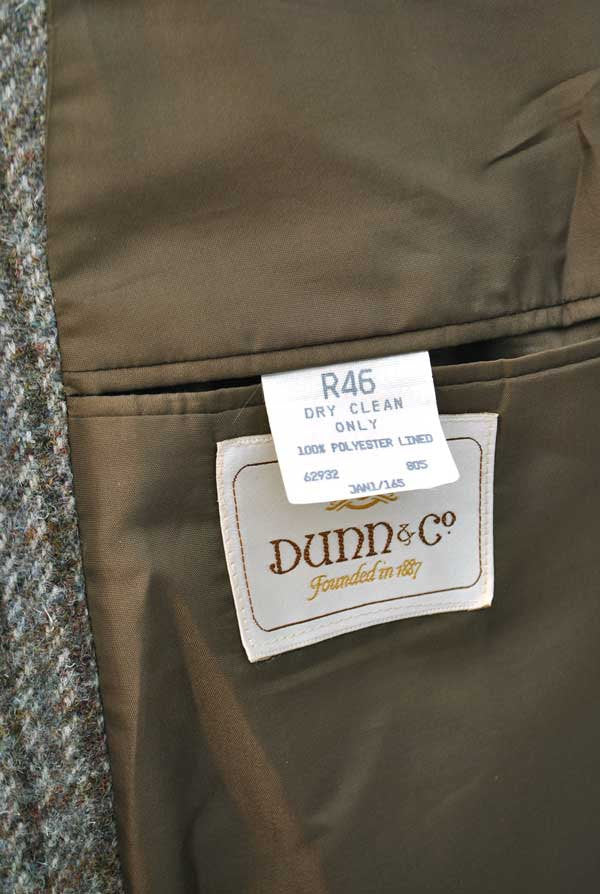 R46
DRY CLEAN
ONLY
100% POLYESTER LINED
62932 805
JAN1/165
DUNN & Co
Founded in 1887